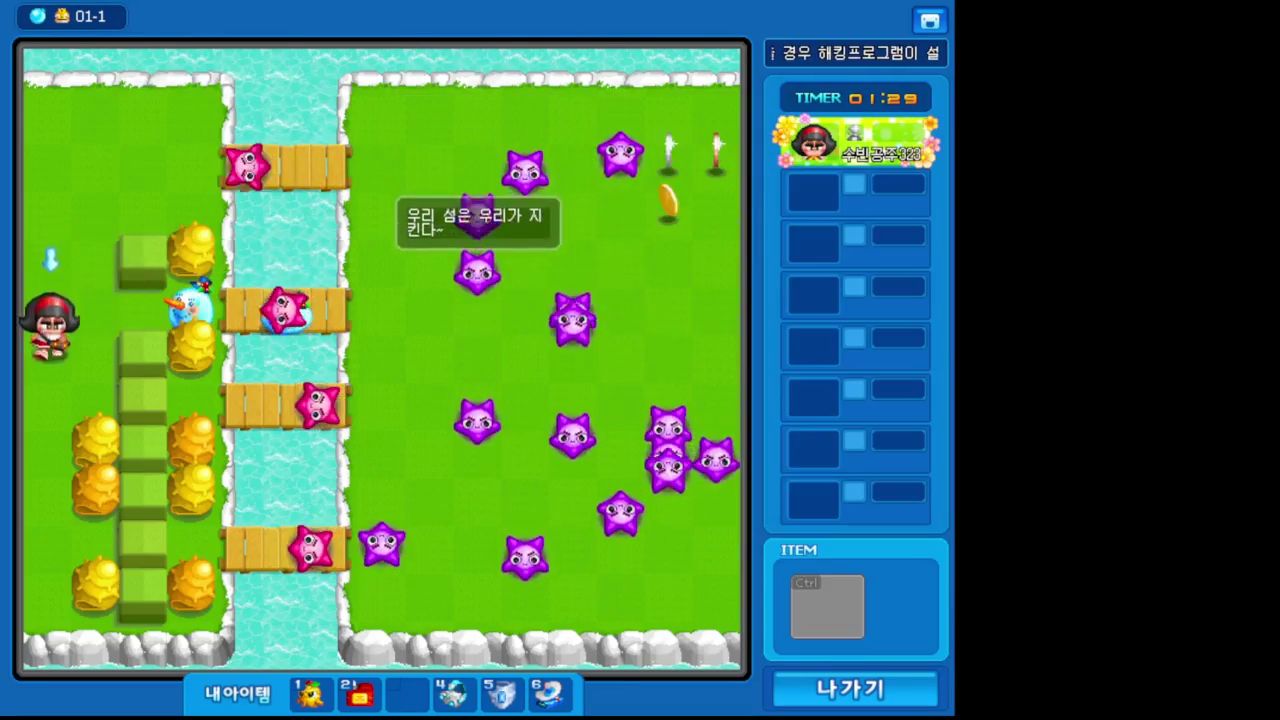 01-1
경우 해킹프로그램이 설
TIMER 01:29
수빈공주323
우리 섬은 우리가 지
킨다~
ITEM
Ctrl
내아이템 1 2 4 5 6
나가기